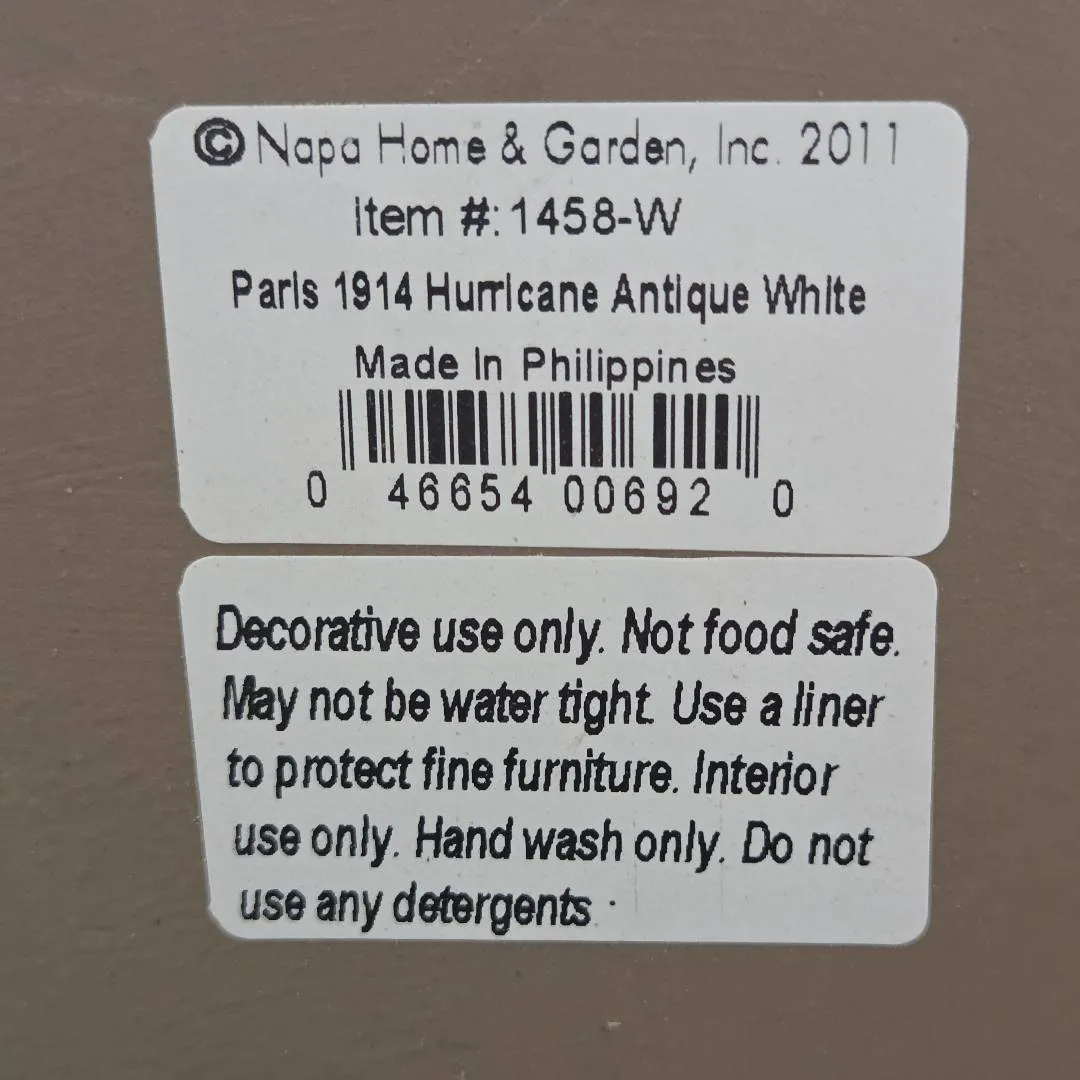 © Napa Home & Garden, Inc. 2011
Item #: 1458-W
Paris 1914 Hurricane Antique White
Made In Philippines
0 46654 00692 0
Decorative use only. Not food safe.
May not be water tight. Use a liner
to protect fine furniture. Interior
use only. Hand wash only. Do not
use any detergents.